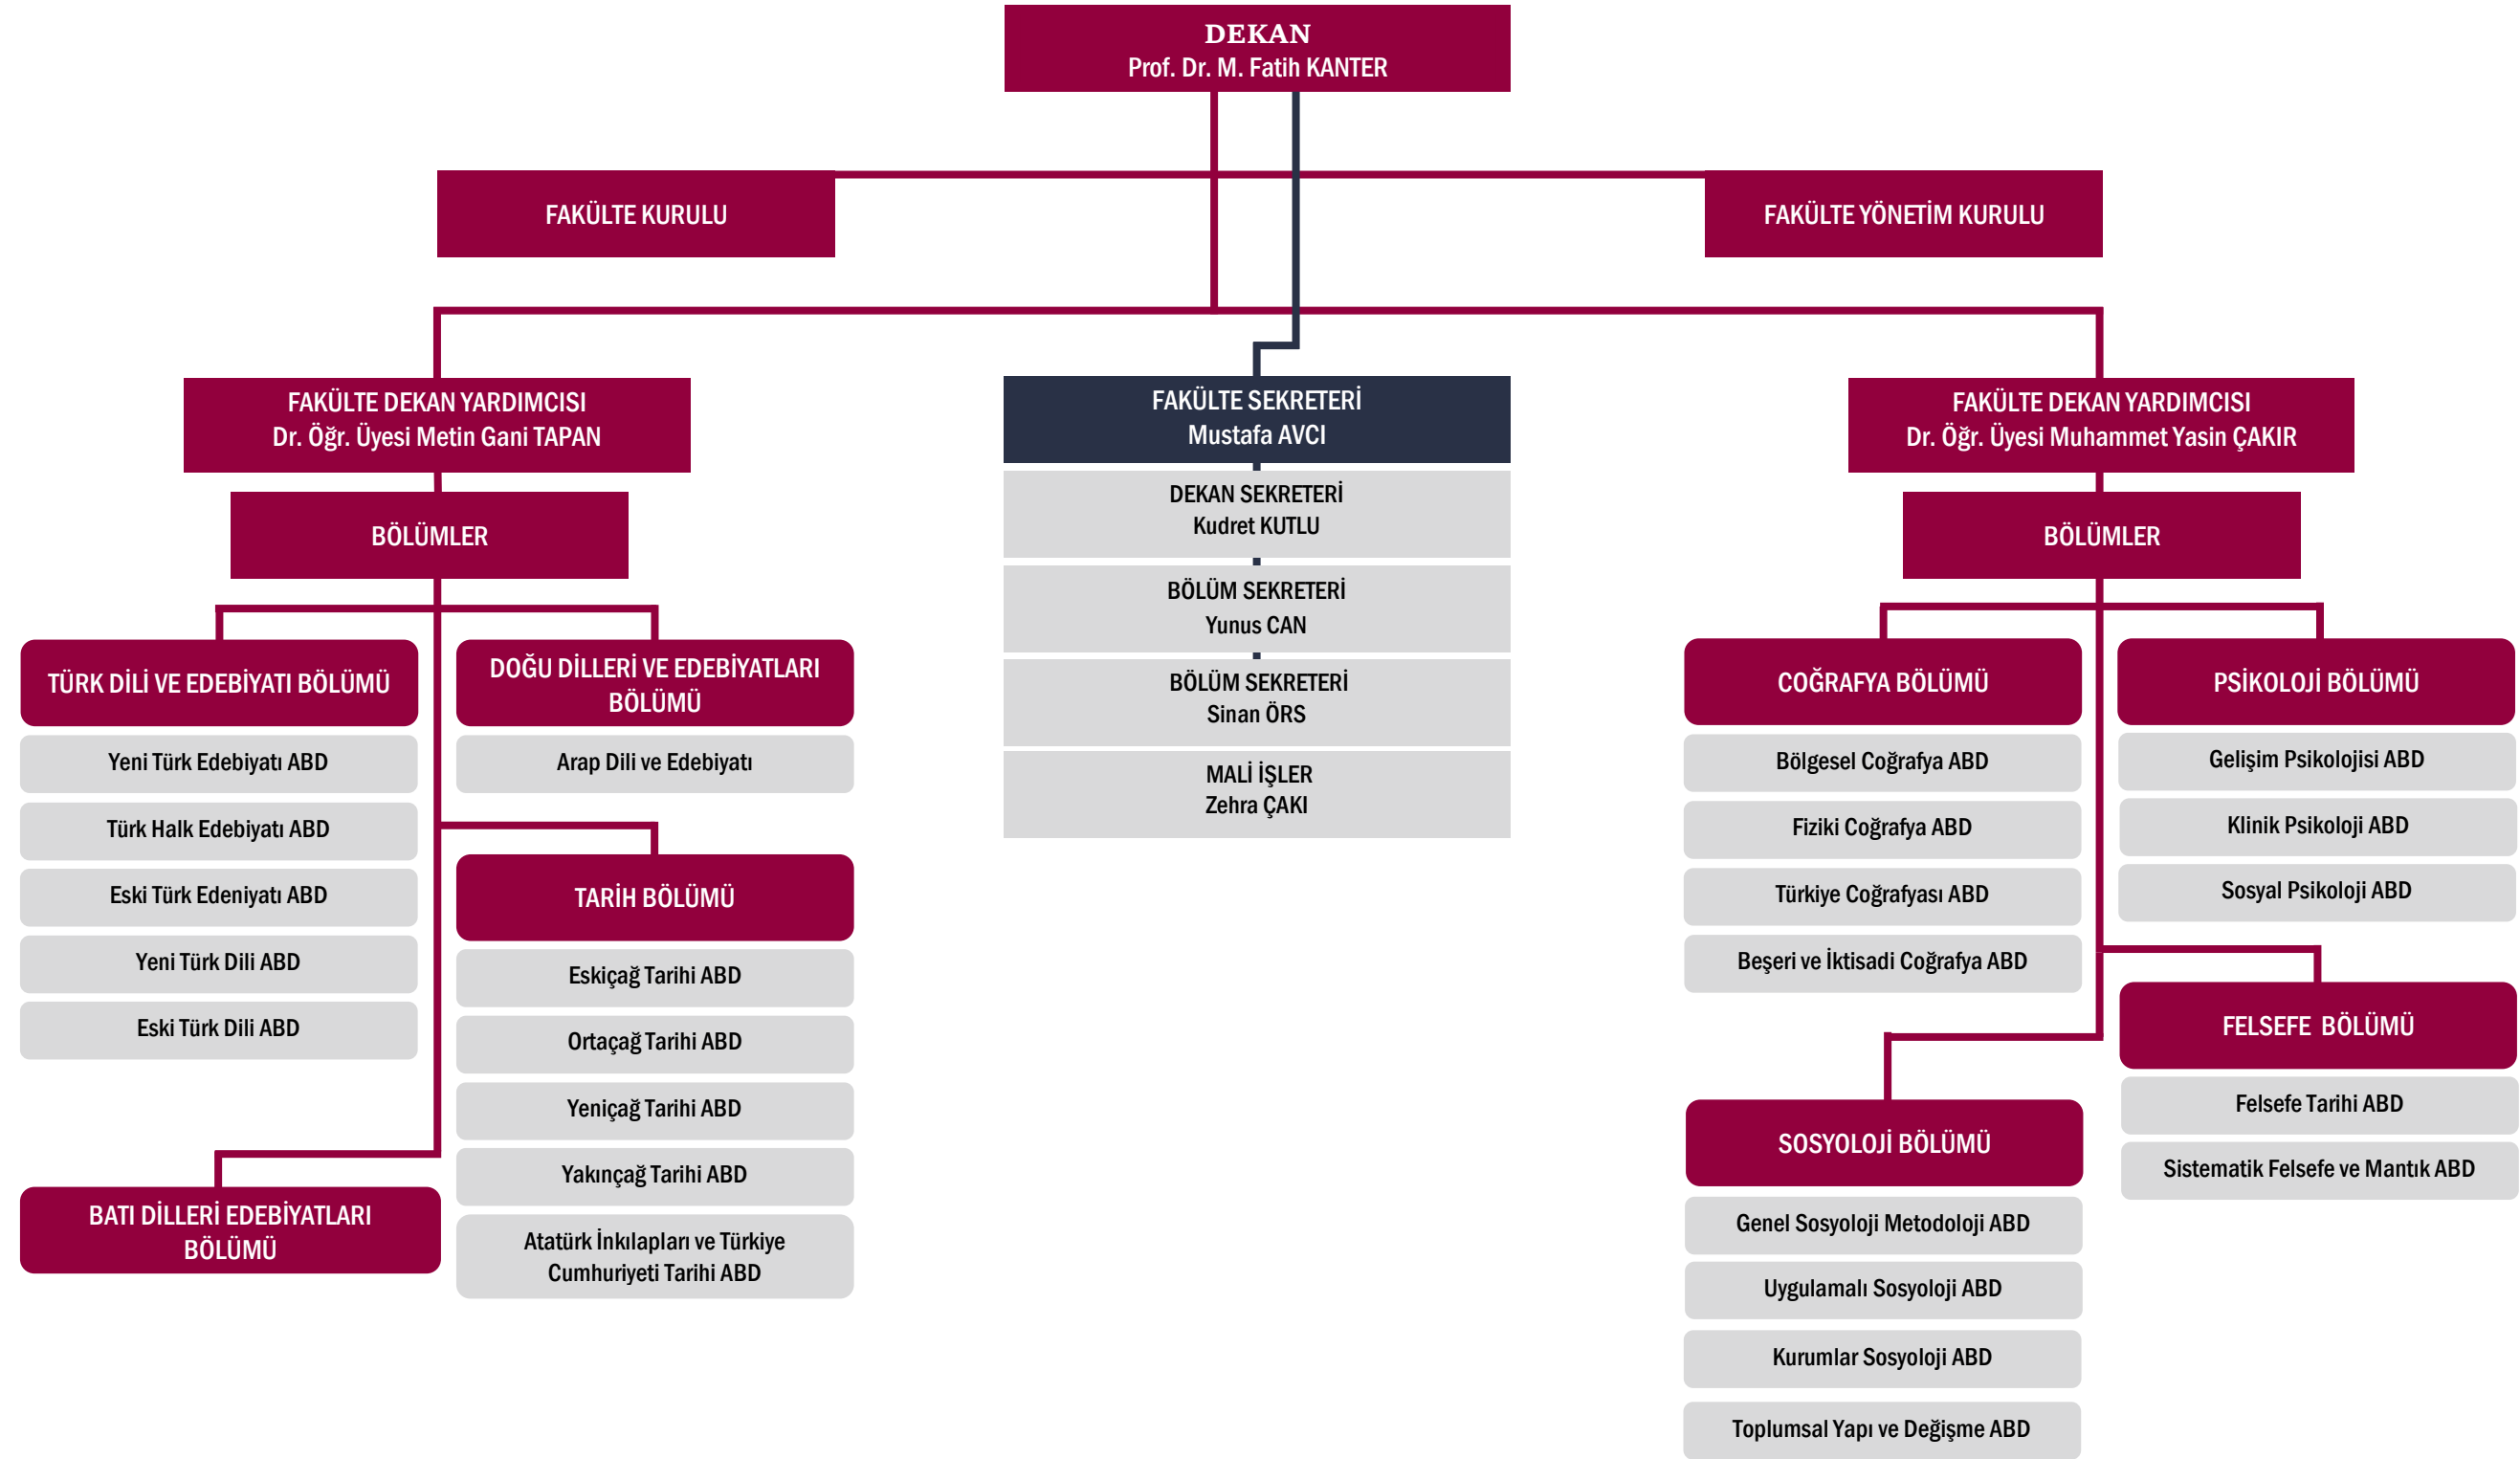 DEKAN
Prof. Dr. M. Fatih KANTER
FAKÜLTE KURULU
FAKÜLTE YÖNETİM KURULU
FAKÜLTE DEKAN YARDIMCISI
Dr. Öğr. Üyesi Metin Gani TAPAN
BÖLÜMLER
TÜRK DİLİ VE EDEBİYATI BÖLÜMÜ
Yeni Türk Edebiyatı ABD
Türk Halk Edebiyatı ABD
Eski Türk Edeniyatı ABD
Yeni Türk Dili ABD
Eski Türk Dili ABD
BATI DİLLERİ EDEBİYATLARI
BÖLÜMÜ
DOĞU DİLLERİ VE EDEBİYATLARI
BÖLÜMÜ
Arap Dili ve Edebiyatı
TARİH BÖLÜMÜ
Eskiçağ Tarihi ABD
Ortaçağ Tarihi ABD
Yeniçağ Tarihi ABD
Yakınçağ Tarihi ABD
Atatürk İnkılapları ve Türkiye
Cumhuriyeti Tarihi ABD
FAKÜLTE SEKRETERİ
Mustafa AVCI
DEKAN SEKRETERİ
Kudret KUTLU
BÖLÜM SEKRETERİ
Yunus CAN
BÖLÜM SEKRETERİ
Sinan ÖRS
MALİ İŞLER
Zehra ÇAKI
FAKÜLTE DEKAN YARDIMCISI
Dr. Öğr. Üyesi Muhammet Yasin ÇAKIR
BÖLÜMLER
COĞRAFYA BÖLÜMÜ
Bölgesel Coğrafya ABD
Fiziki Coğrafya ABD
Türkiye Coğrafyası ABD
Beşeri ve İktisadi Coğrafya ABD
SOSYOLOJİ BÖLÜMÜ
Genel Sosyoloji Metodoloji ABD
Uygulamalı Sosyoloji ABD
Kurumlar Sosyoloji ABD
Toplumsal Yapı ve Değişme ABD
PSİKOLOJİ BÖLÜMÜ
Gelişim Psikolojisi ABD
Klinik Psikoloji ABD
Sosyal Psikoloji ABD
FELSEFE BÖLÜMÜ
Felsefe Tarihi ABD
Sistematik Felsefe ve Mantık ABD